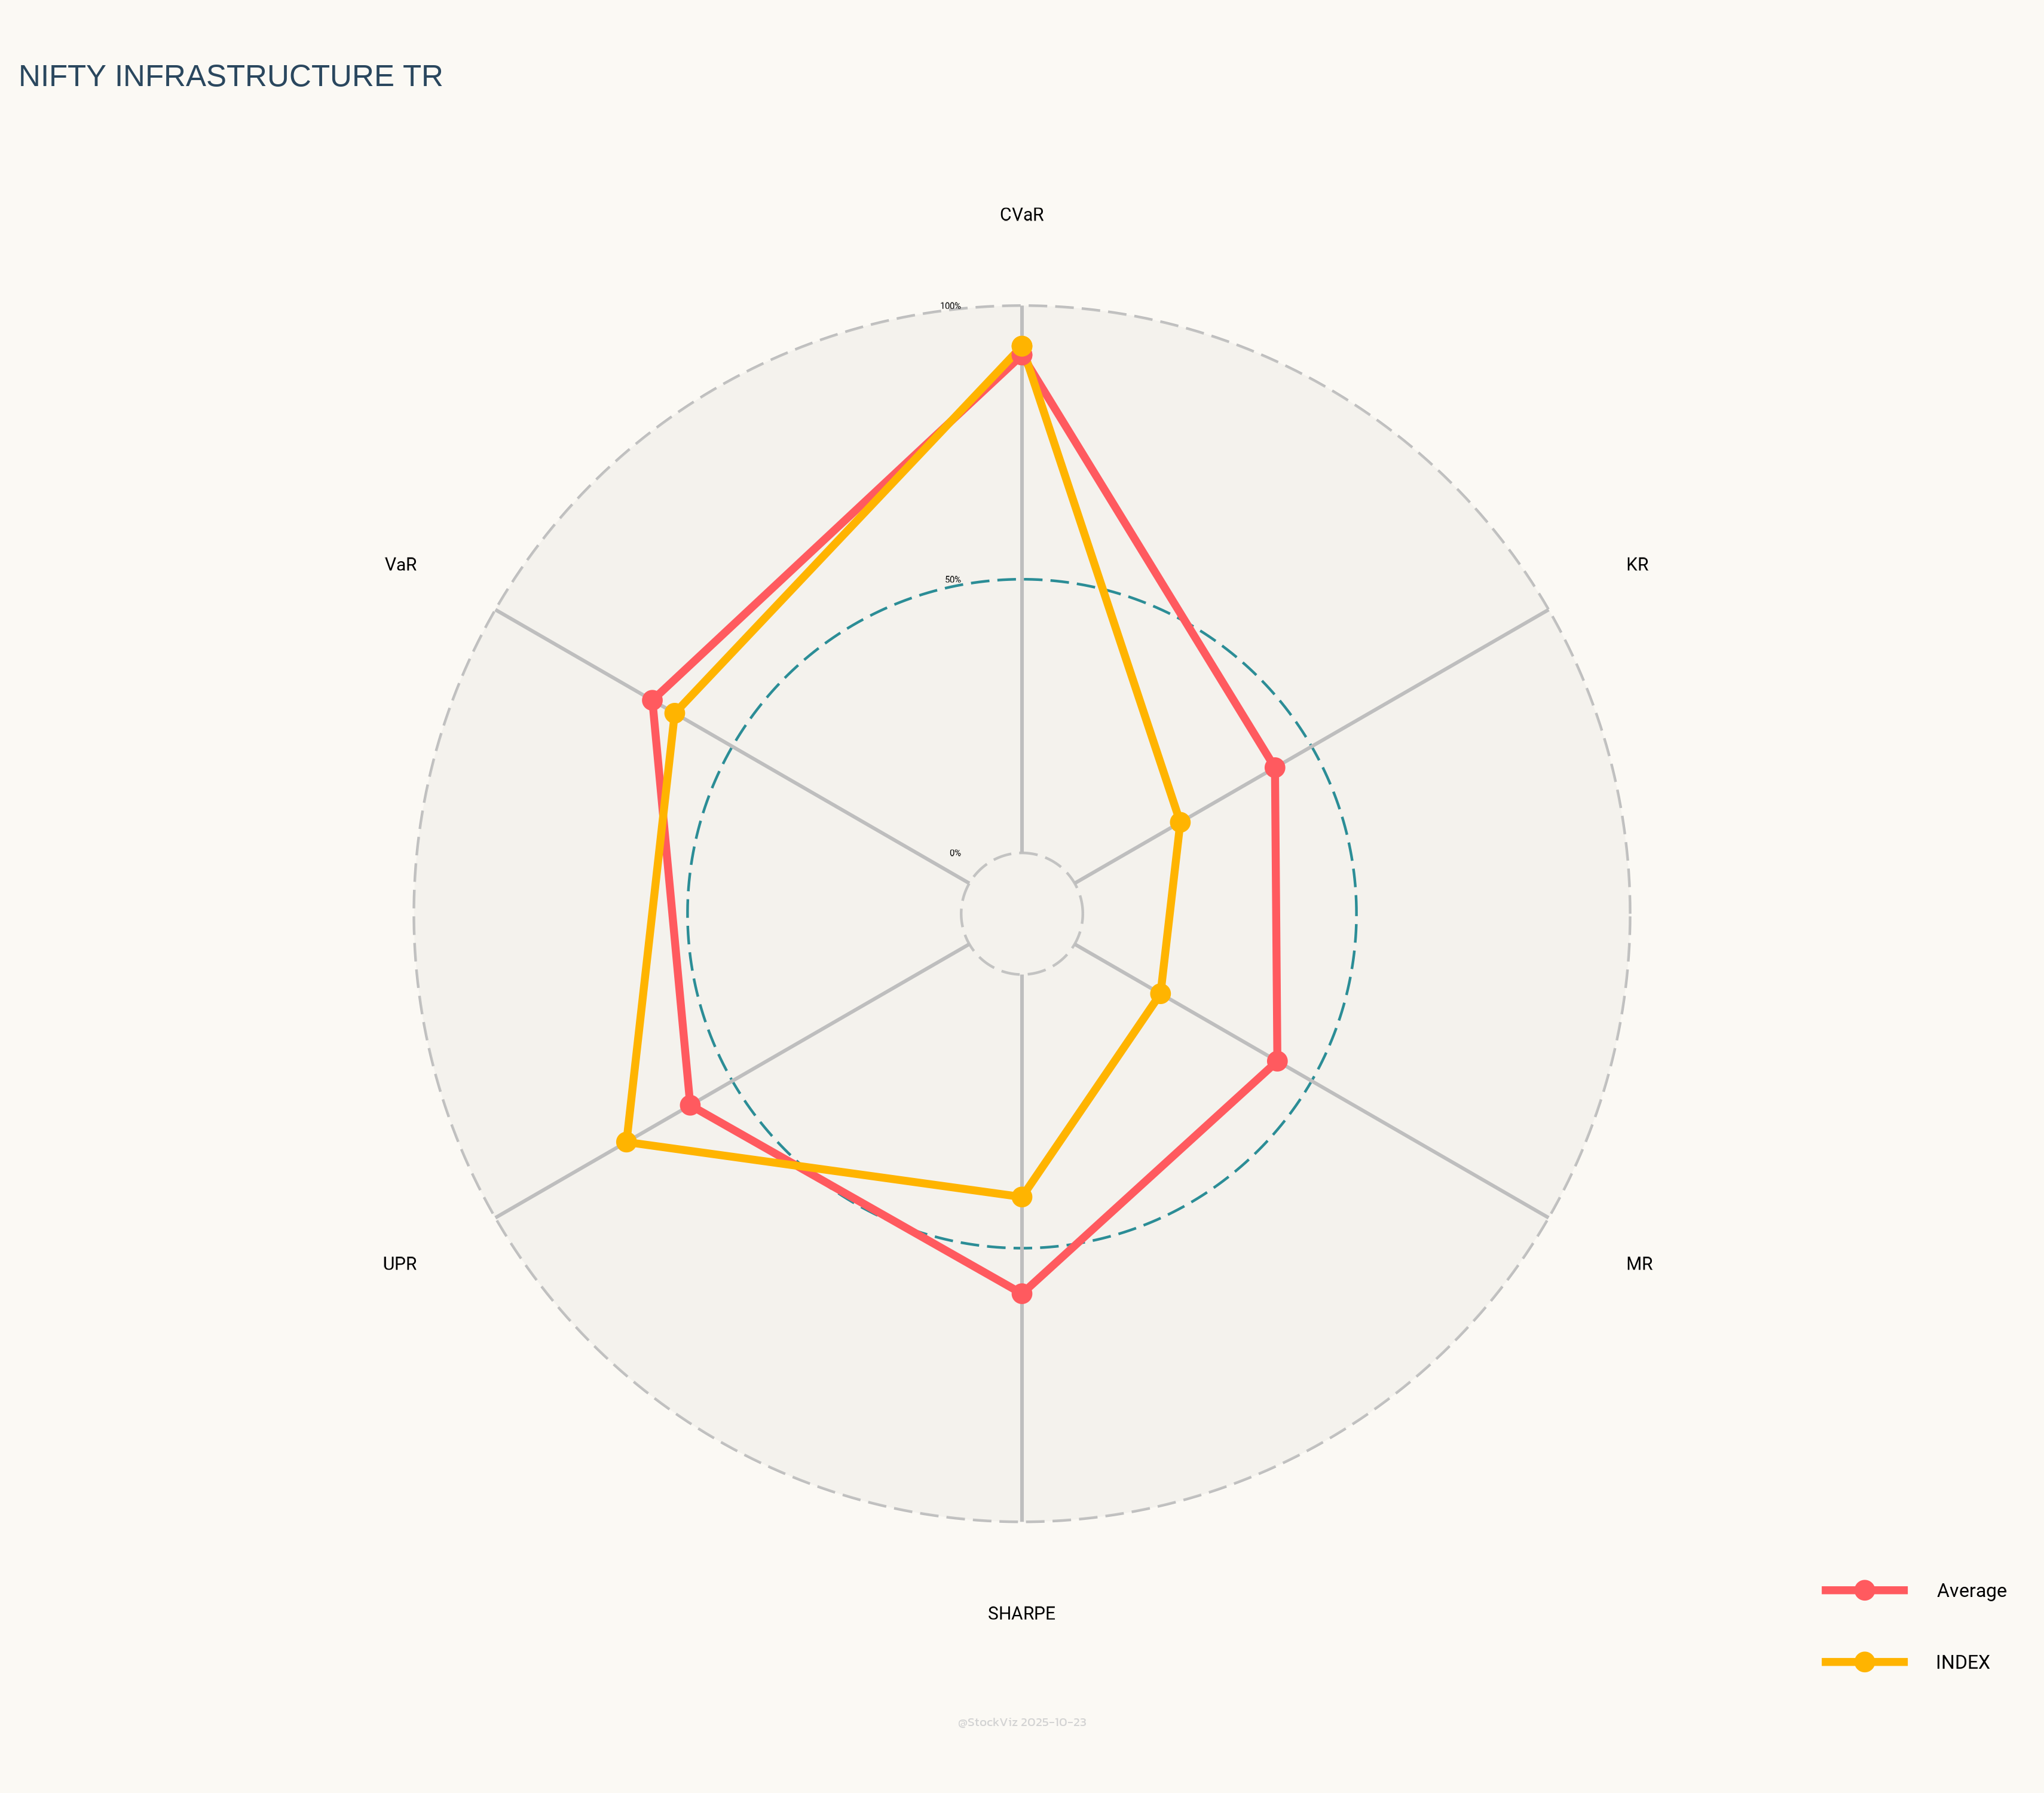 NIFTY INFRASTRUCTURE TR
CVaR
100%
KR
VaR
50%
0%
UPR
MR
SHARPE
Average
INDEX
@StockViz 2025-10-23